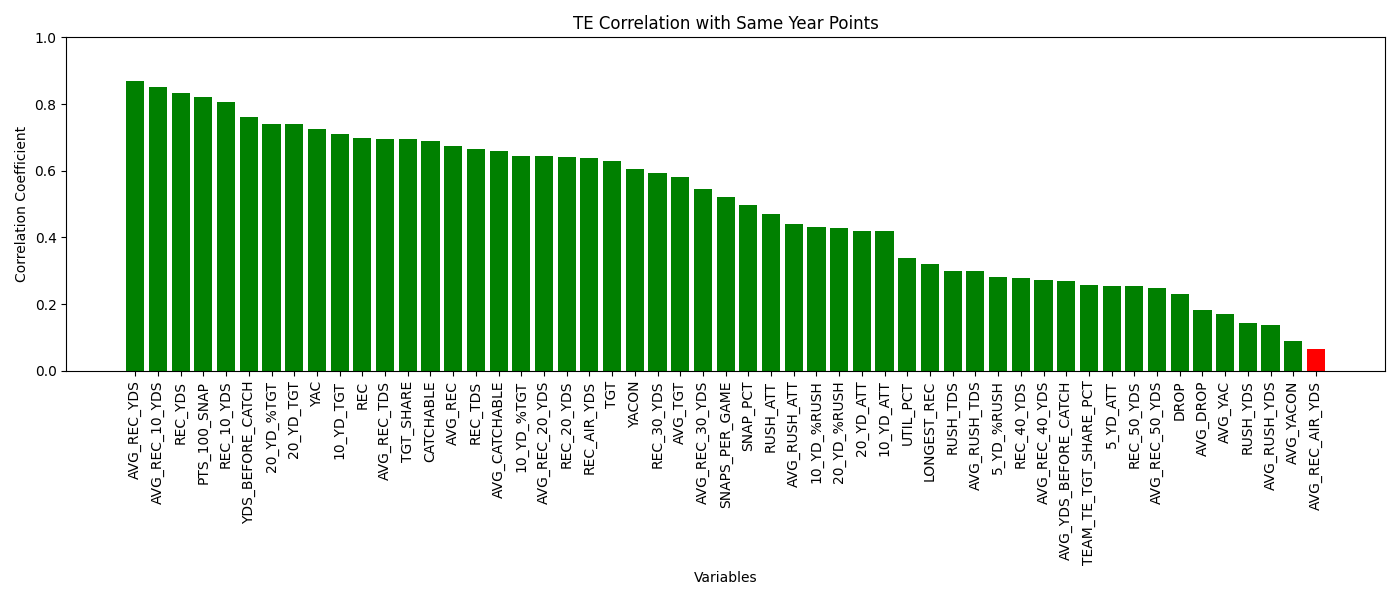 TE Correlation with Same Year Points
Correlation Coefficient
1.0
0.8
0.6
0.4
0.2
0.0
AVG_REC_YDS
AVG_REC_10_YDS
REC_YDS
PTS_100_SNAP
REC_10_YDS
YDS_BEFORE_CATCH
20_YD_%TGT
20_YD_TGT
YAC
10_YD_TGT
REC
AVG_REC_TDS
TGT_SHARE
CATCHABLE
AVG_REC
REC_TDS
AVG_CATCHABLE
10_YD_%TGT
AVG_REC_20_YDS
REC_20_YDS
REC_AIR_YDS
TGT
YACON
REC_30_YDS
AVG_TGT
AVG_REC_30_YDS
SNAPS_PER_GAME
SNAP_PCT
RUSH_ATT
AVG_RUSH_ATT
10_YD_%RUSH
20_YD_%RUSH
20_YD_ATT
10_YD_ATT
UTIL_PCT
LONGEST_REC
RUSH_TDS
AVG_RUSH_TDS
5_YD_%RUSH
REC_40_YDS
AVG_REC_40_YDS
AVG_YDS_BEFORE_CATCH
TEAM_TE_TGT_SHARE_PCT
5_YD_ATT
REC_50_YDS
AVG_REC_50_YDS
DROP
AVG_DROP
AVG_YAC
RUSH_YDS
AVG_RUSH_YDS
AVG_YACON
AVG_REC_AIR_YDS
Variables